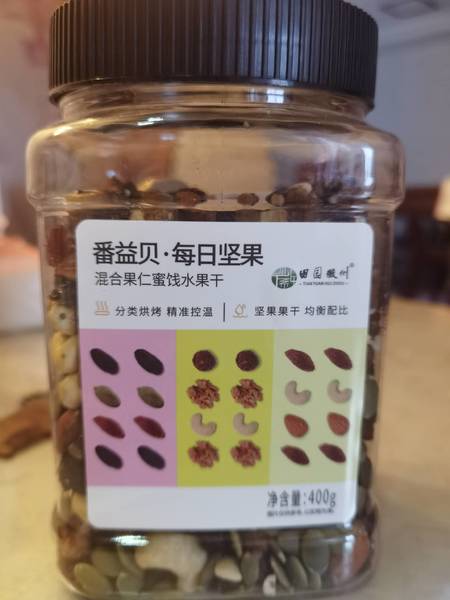 番益贝·每日坚果
混合果仁蜜饯水果干
田园徽州®
分类烘烤 精准控温
坚果果干 均衡配比
净含量:400g